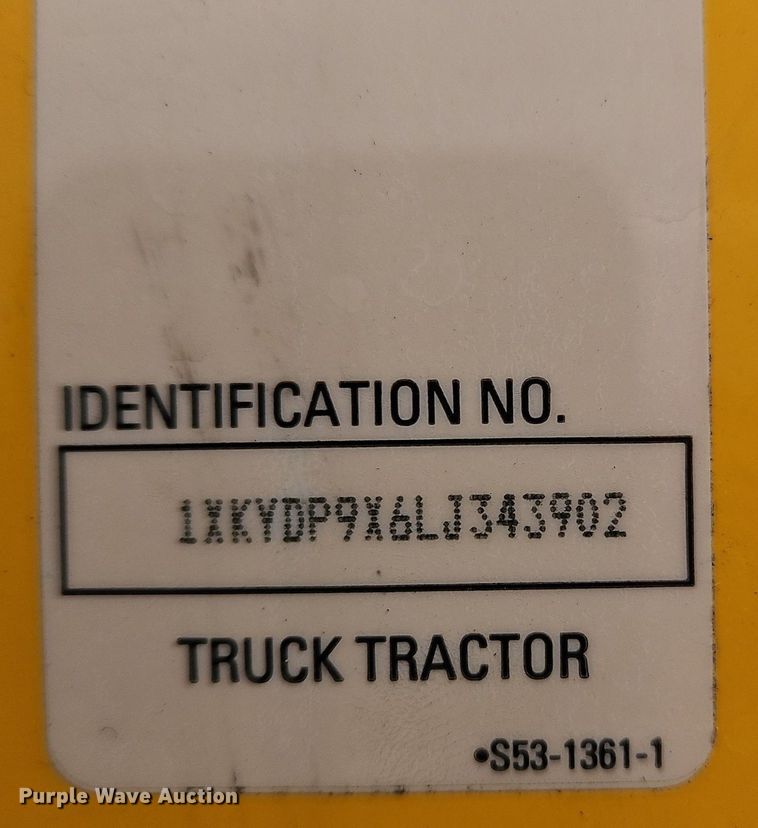 IDENTIFICATION NO.
1XKYDP9X6LJ343902
TRUCK TRACTOR
•S53-1361-1
Purple Wave Auction